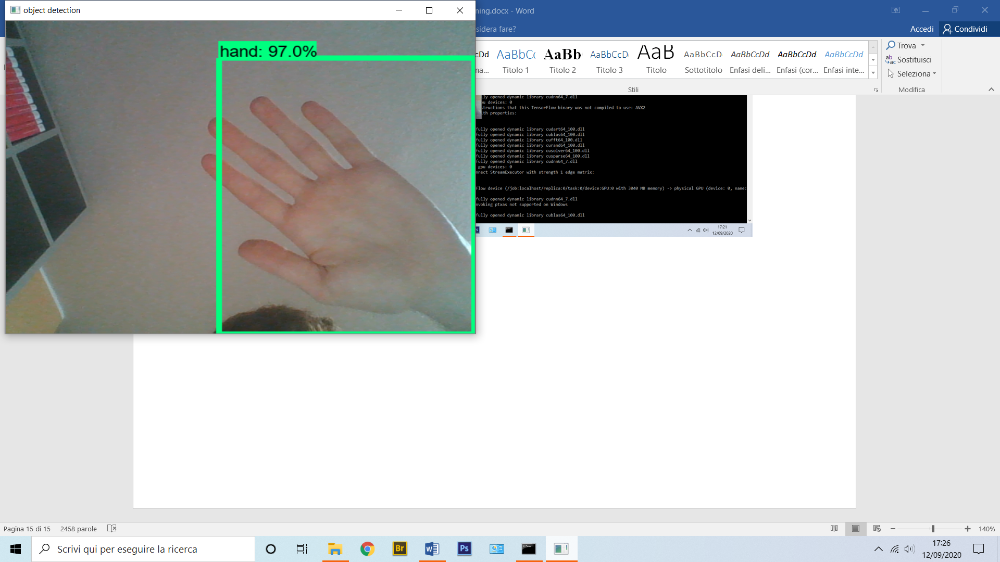 object detection
ning.docx - Word
sidera fare?
Accedi
Condividi
hand: 97.0%
cDd AaBbCc AaBb AaBbCcD AaB AaBbCcD AaBbCcDd AaBbCcDd AaBbCcDd
na... Titolo 1 Titolo 2 Titolo 3 Titolo Sottotitolo Enfasi deli... Enfasi (cor... Enfasi inte...
Stili
Trova
Sostituisci
Seleziona
Modifica
ly opened dynamic library cudnn64_7.dll
u devices: 0
structions that this TensorFlow binary was not compiled to use: AVX2
ith properties:
fully opened dynamic library cudart64_100.dll
fully opened dynamic library cublas64_100.dll
fully opened dynamic library cufft64_100.dll
fully opened dynamic library curand64_100.dll
fully opened dynamic library cusolver64_100.dll
fully opened dynamic library cusparse64_100.dll
fully opened dynamic library cudnn64_7.dll
gpu devices: 0
nnect StreamExecutor with strength 1 edge matrix:
Flow device (/job:localhost/replica:0/task:0/device:GPU:0 with 3040 MB memory) -> physical GPU (device: 0, name:
fully opened dynamic library cudnn64_7.dll
nvoking ptxas not supported on Windows
fully opened dynamic library cublas64_100.dll
17:21
12/09/2020
Pagina 15 di 15 2458 parole
140%
Scrivi qui per eseguire la ricerca
Br
Ps
17:26
12/09/2020